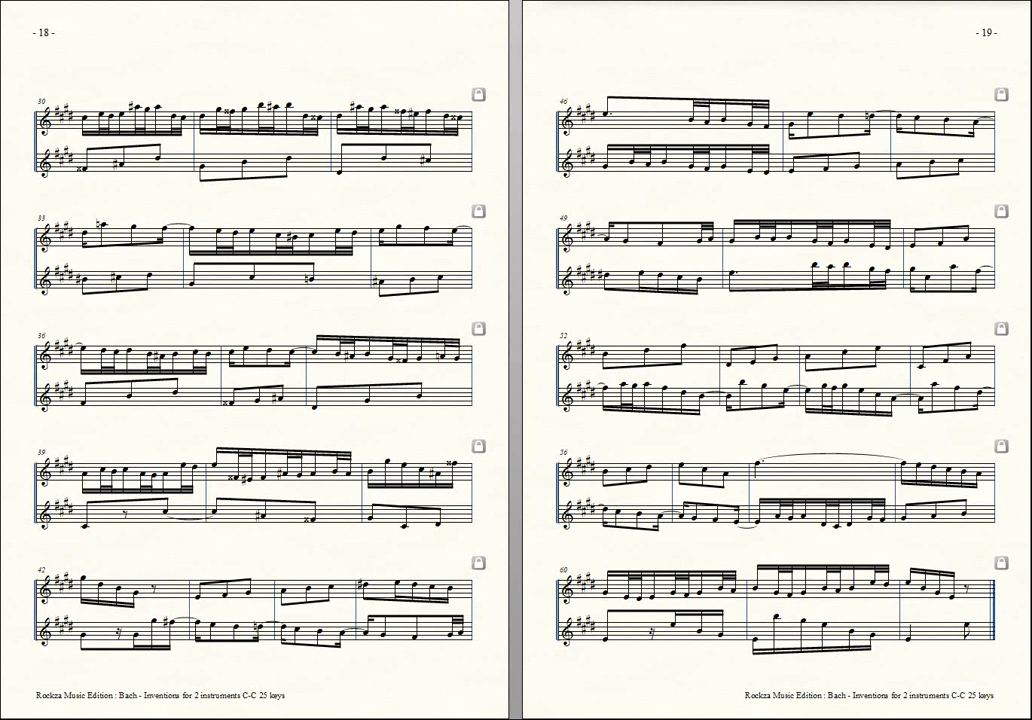 - 18 -
30
33
36
39
42
Rockza Music Edition : Bach - Inventions for 2 instruments C-C 25 keys
- 19 -
46
49
52
56
60
Rockza Music Edition : Bach - Inventions for 2 instruments C-C 25 keys